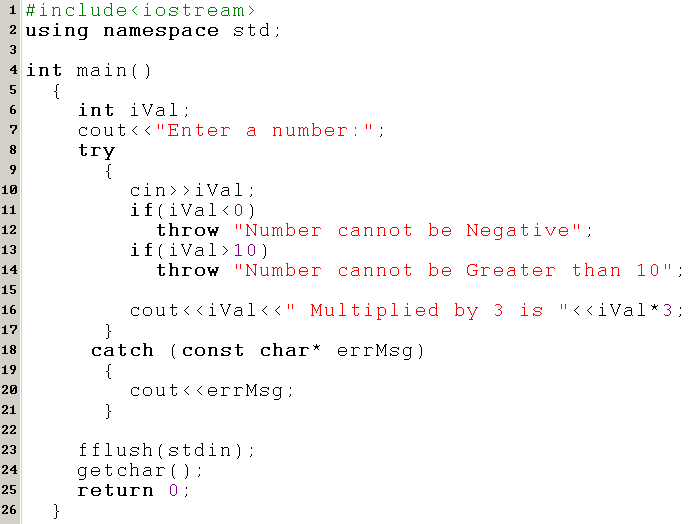 1 #include<iostream>
2 using namespace std;
3
4 int main()
5 {
6 int iVal;
7 cout<<"Enter a number:";
8 try
9 {
10 cin>>iVal;
11 if(iVal<0)
12 throw "Number cannot be Negative";
13 if(iVal>10)
14 throw "Number cannot be Greater than 10";
15
16 cout<<iVal<<" Multiplied by 3 is "<<iVal*3;
17 }
18 catch (const char* errMsg)
19 {
20 cout<<errMsg;
21 }
22
23 fflush(stdin);
24 getchar();
25 return 0;
26 }